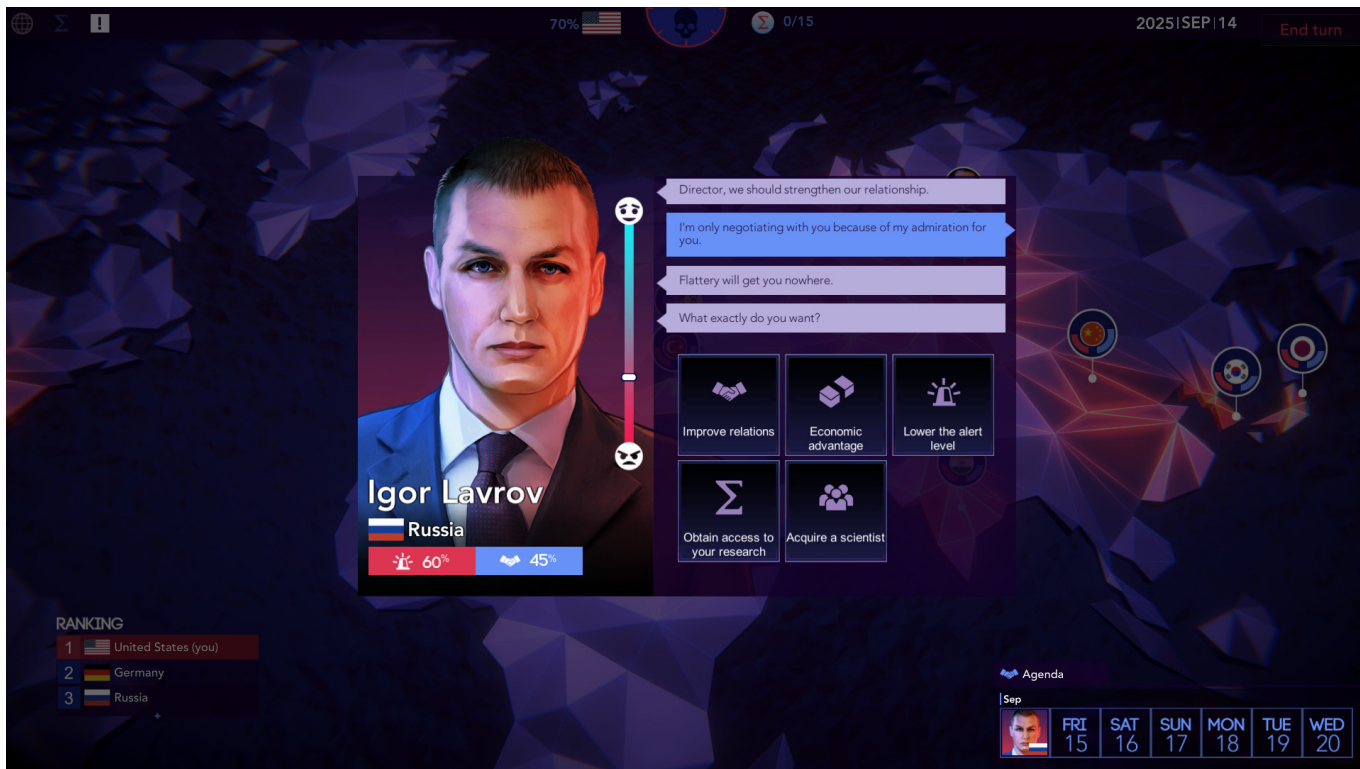 70%
0/15
2025|SEP|14
End turn
Director, we should strengthen our relationship.
I'm only negotiating with you because of my admiration for
you.
Flattery will get you nowhere.
What exactly do you want?
Improve relations
Economic
advantage
Lower the alert
level
Obtain access to
your research
Acquire a scientist
Igor Lavrov
Russia
60%
45%
RANKING
1 United States (you)
2 Germany
3 Russia
+
Agenda
Sep
FRI
15
SAT
16
SUN
17
MON
18
TUE
19
WED
20